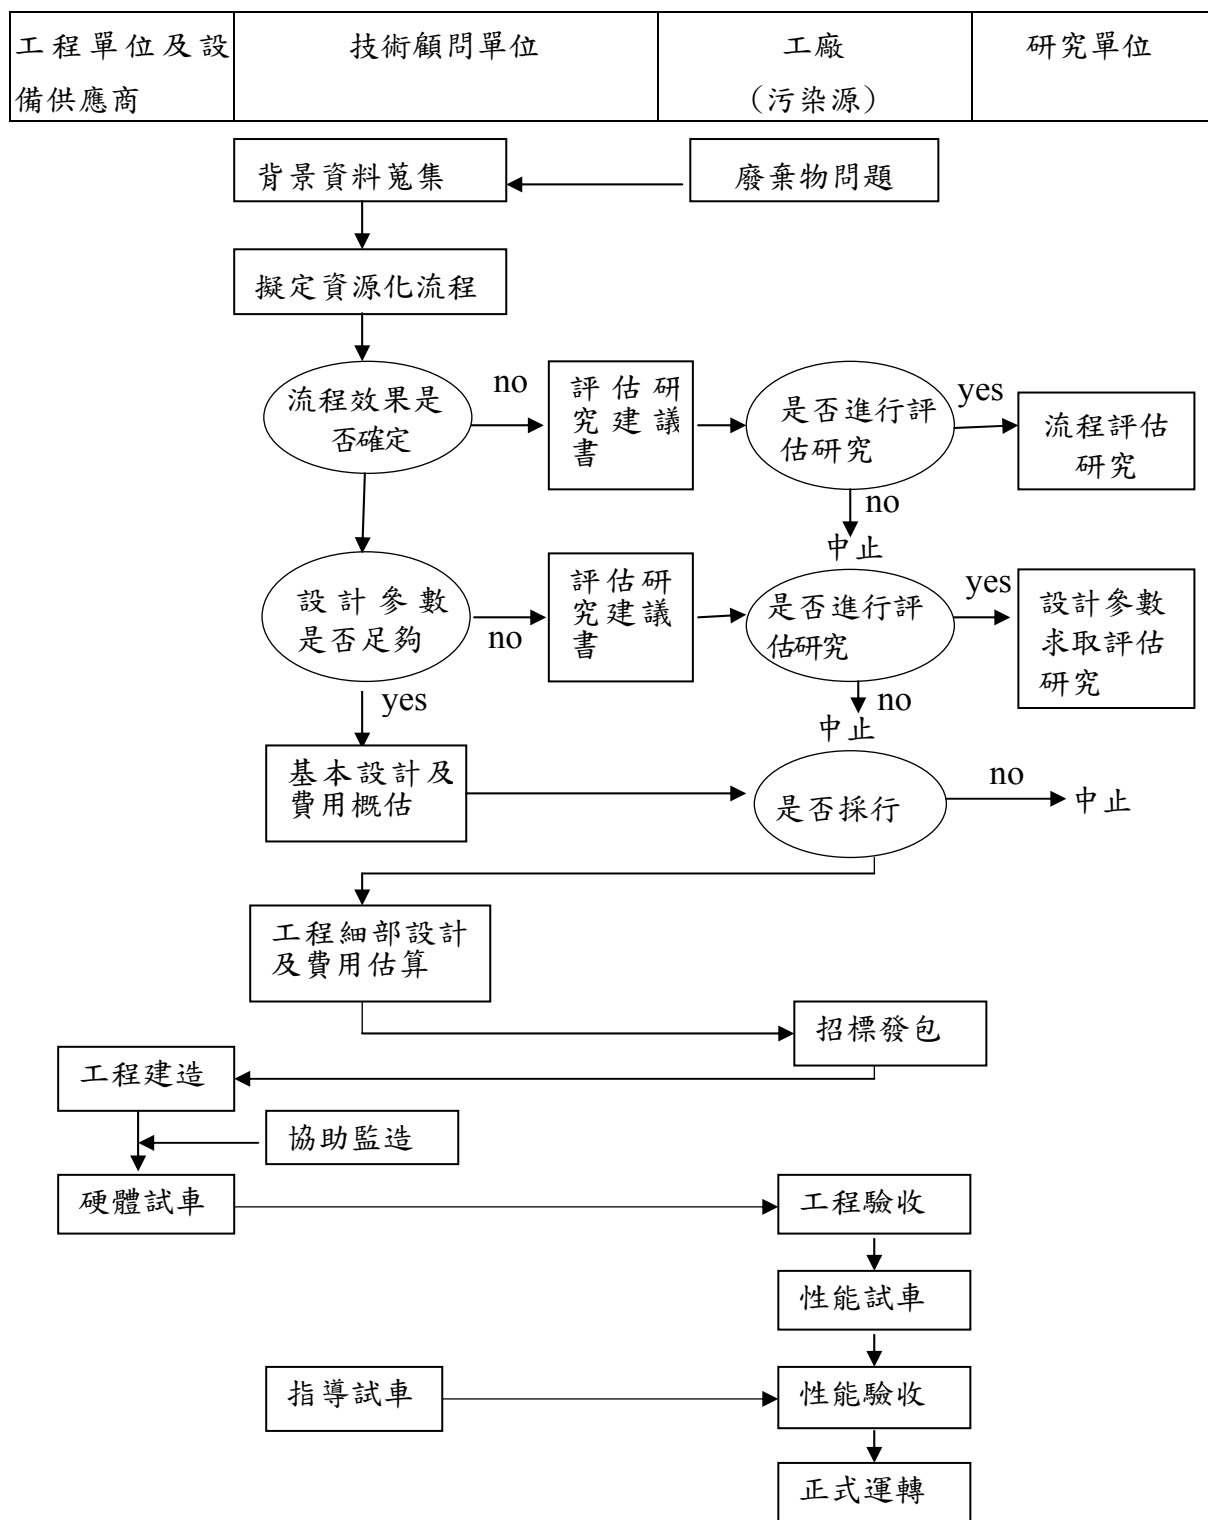 工程單位及設
備供應商
技術顧問單位
工廠
（污染源）
研究單位
背景資料蒐集
廢棄物問題
擬定資源化流程
流程效果是
否確定
no
評估研
究建議
書
是否進行評
估研究
yes
流程評估
研究
no
中止
設計參數
是否足夠
no
評估研
究建議
書
是否進行評
估研究
yes
設計參數
求取評估
研究
no
中止
yes
基本設計及
費用概估
是否採行
no
中止
工程細部設計
及費用估算
招標發包
工程建造
協助監造
硬體試車
工程驗收
性能試車
指導試車
性能驗收
正式運轉